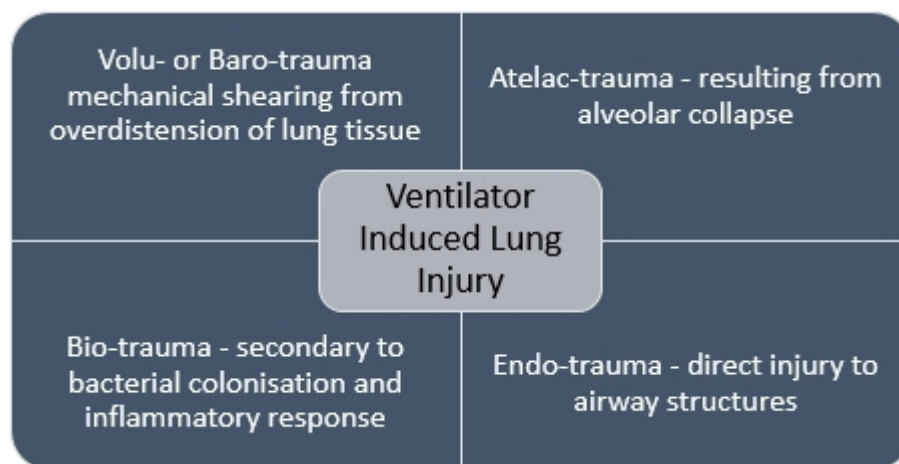 Volu- or Baro-trauma
mechanical shearing from
overdistension of lung tissue
Atelac-trauma - resulting from
alveolar collapse
Ventilator
Induced Lung
Injury
Bio-trauma - secondary to
bacterial colonisation and
inflammatory response
Endo-trauma - direct injury to
airway structures